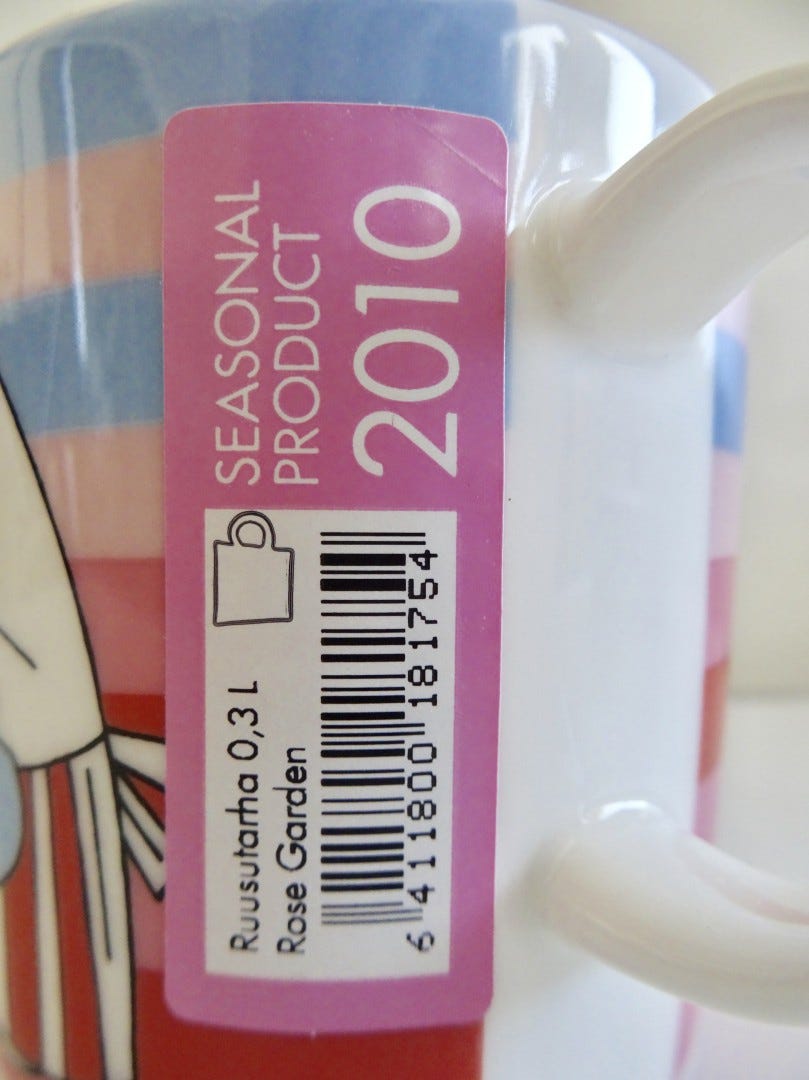 SEASONAL
PRODUCT
2010
Ruusutarha 0,3 L
Rose Garden
6 411800 181754